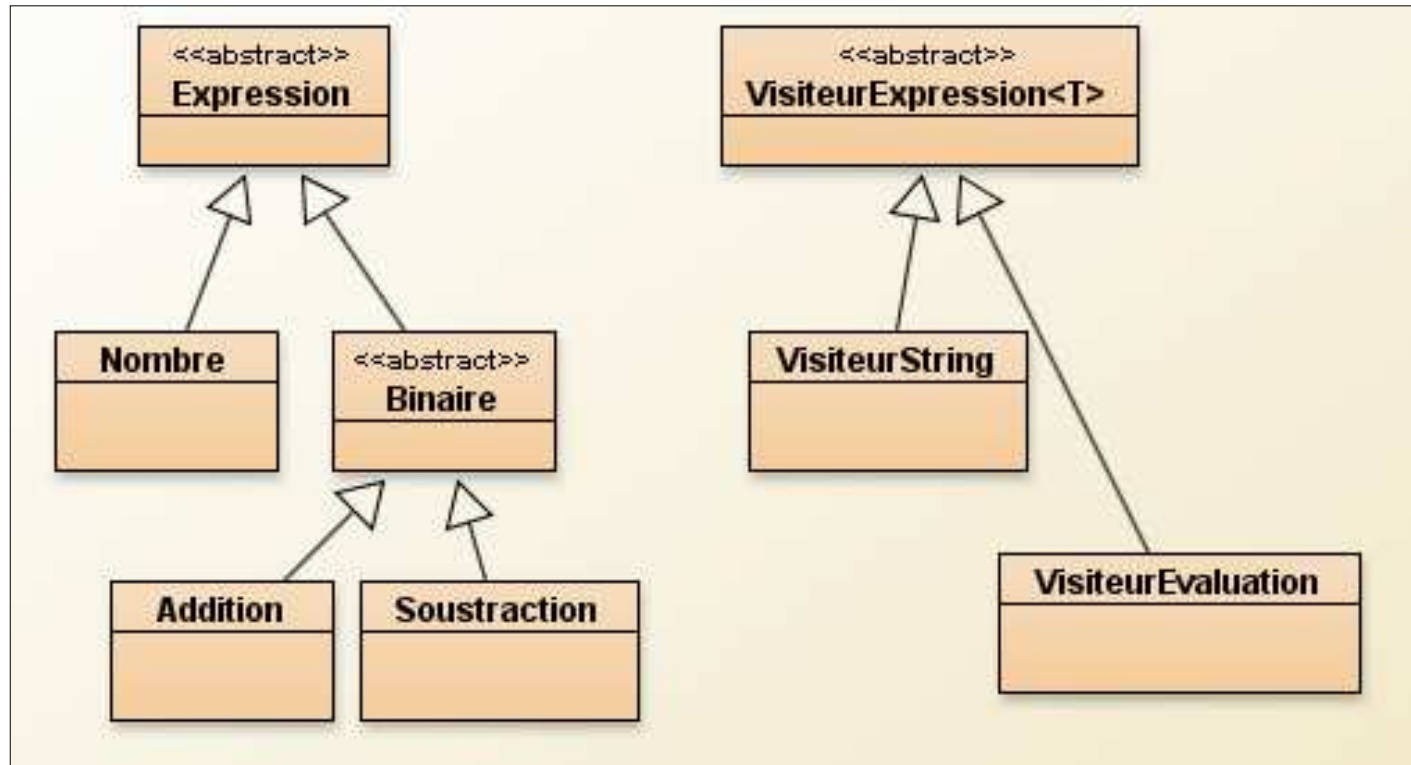 <<abstract>>
Expression
<<abstract>>
VisiteurExpression<T>
Nombre
<<abstract>>
Binaire
VisiteurString
Addition
Soustraction
VisiteurEvaluation